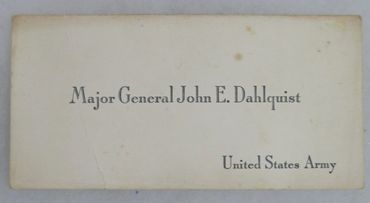 Major General John E. Dahlquist
United States Army